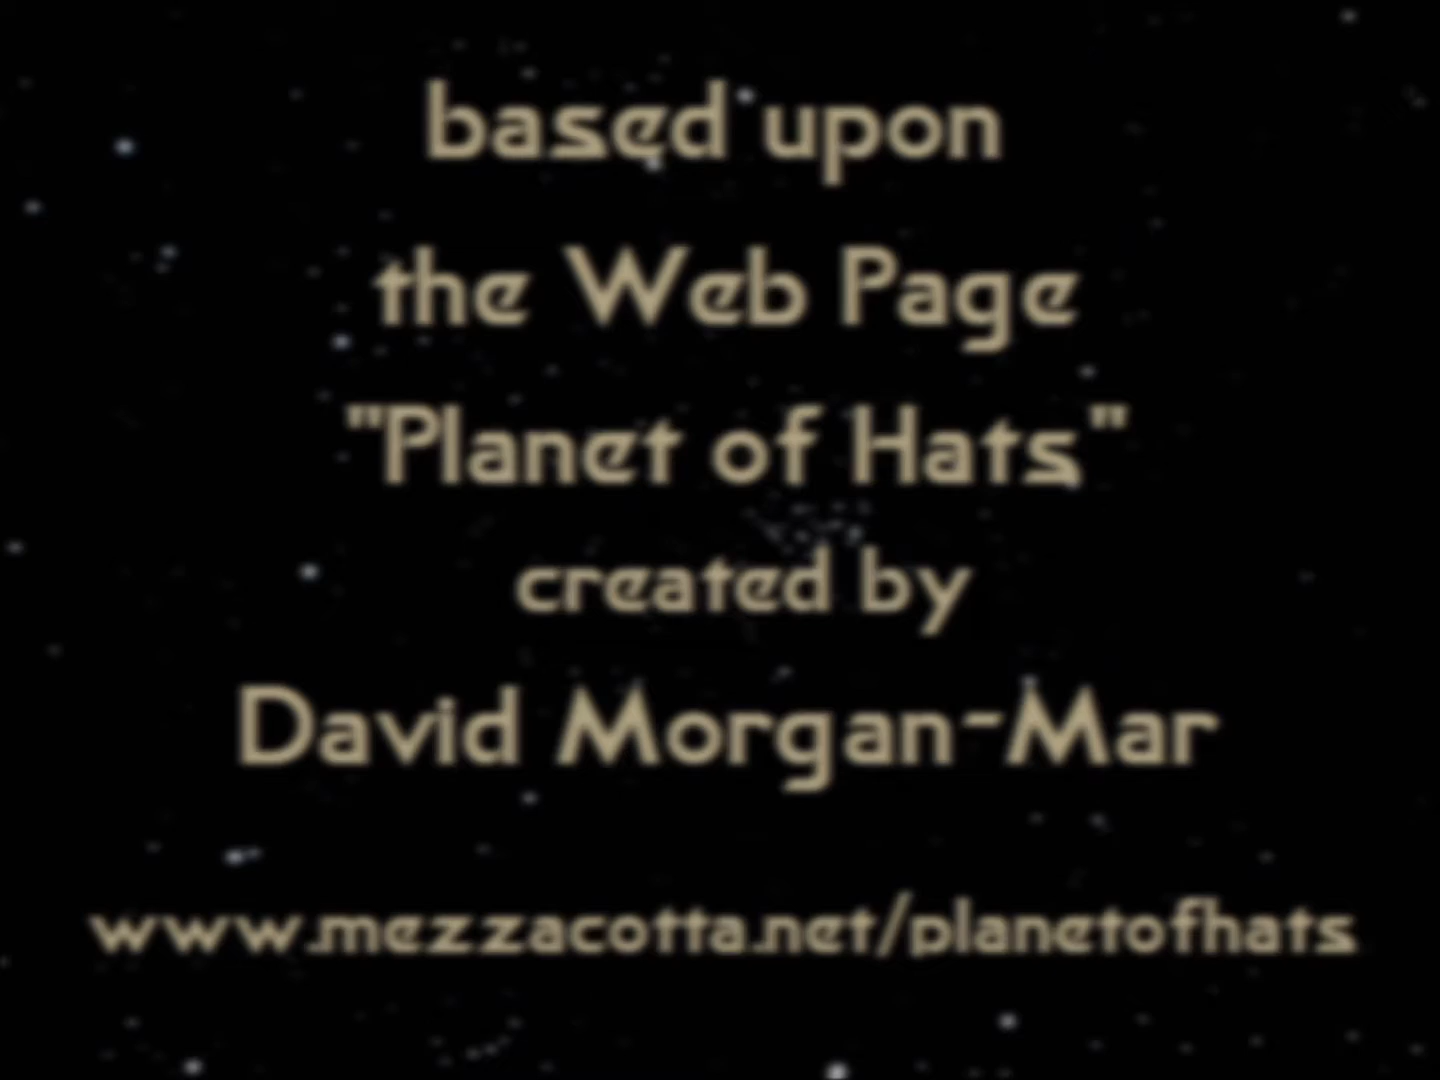 based upon
the Web Page
"Planet of Hats"
created by
David Morgan-Mar
www.mezzacotta.net/planetofhats